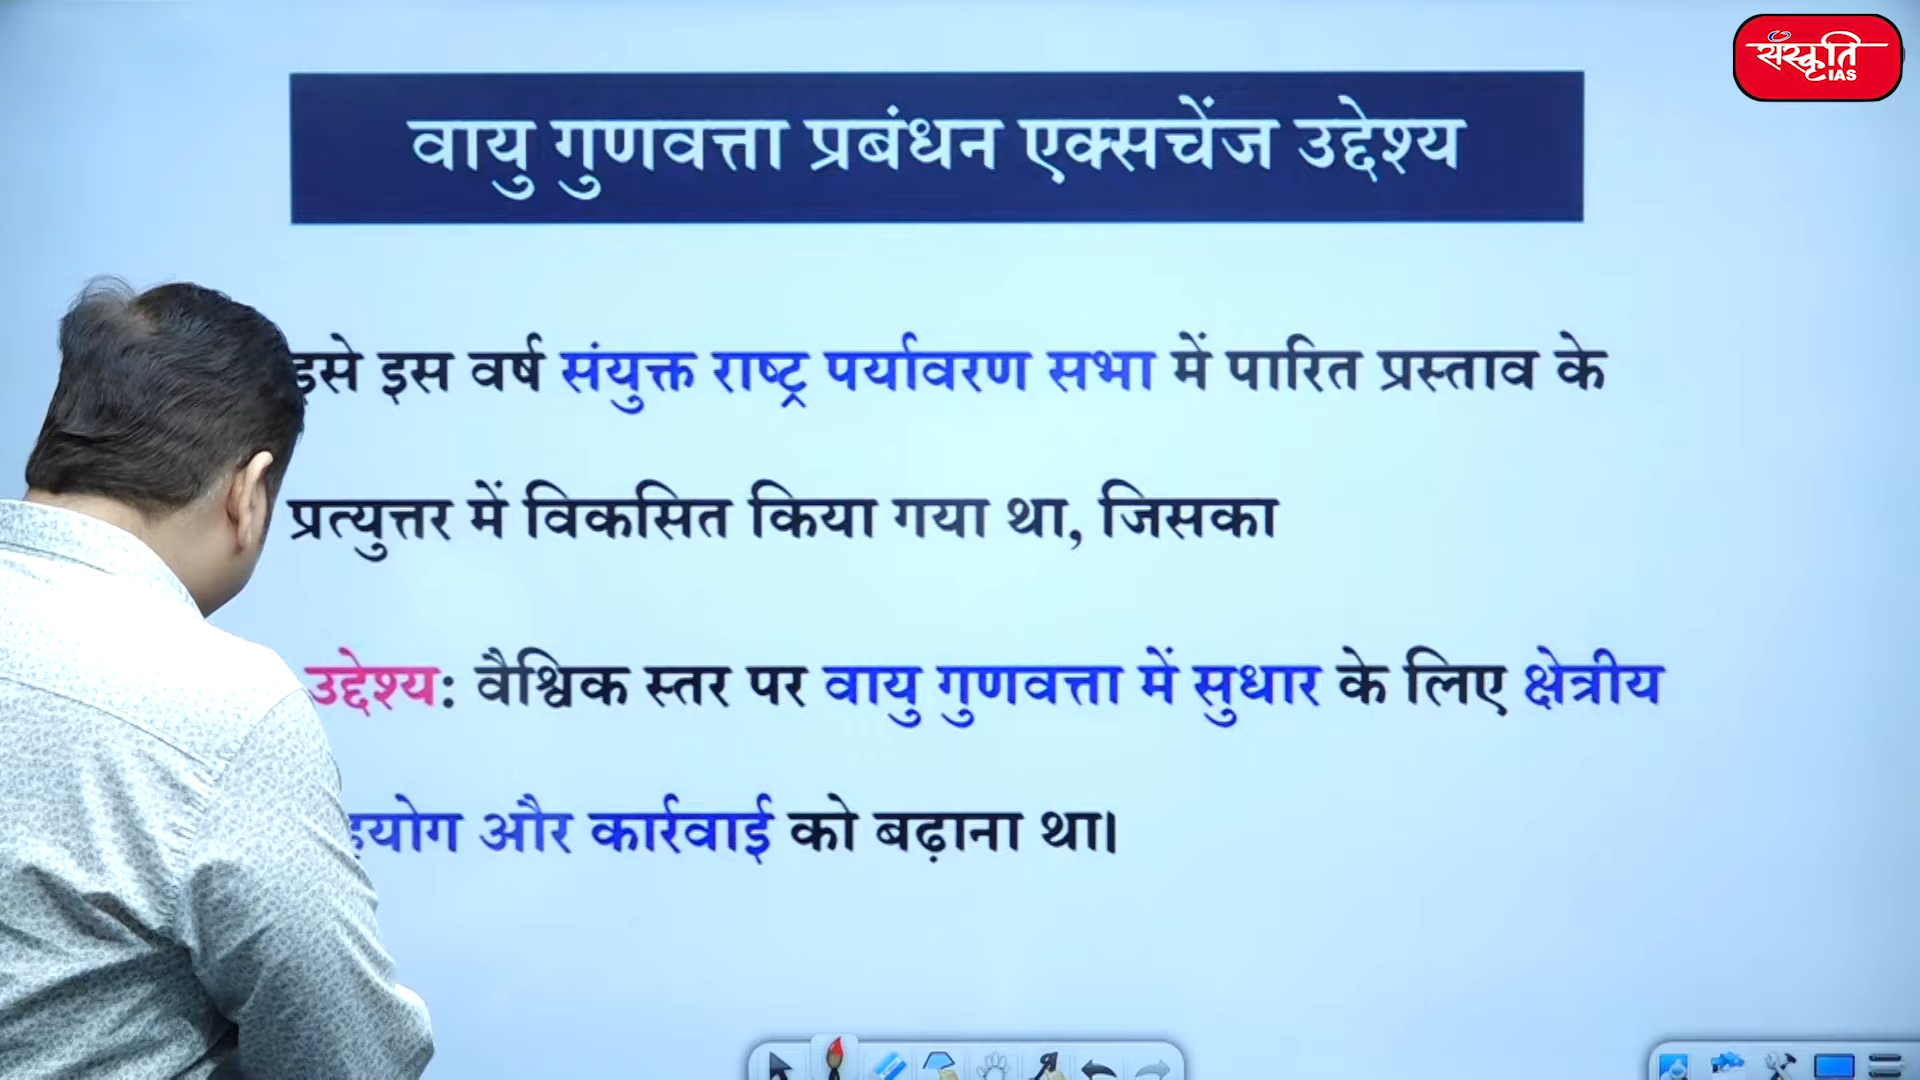 संस्कृति
IAS
वायु गुणवत्ता प्रबंधन एक्सचेंज उद्देश्य
इसे इस वर्ष संयुक्त राष्ट्र पर्यावरण सभा में पारित प्रस्ताव के
प्रत्युत्तर में विकसित किया गया था, जिसका
उद्देश्य: वैश्विक स्तर पर वायु गुणवत्ता में सुधार के लिए क्षेत्रीय
और कार्रवाई को बढ़ाना था।